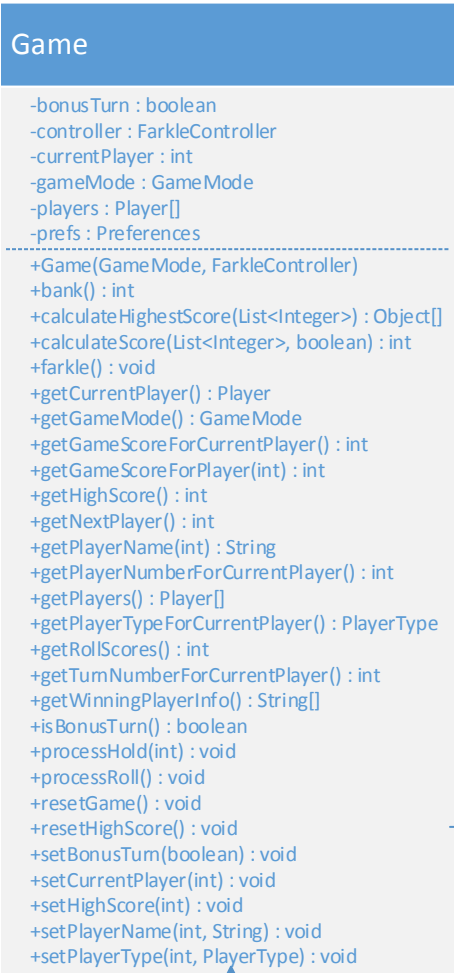 Game
-bonusTurn : boolean
-controller : FarkleController
-currentPlayer : int
-gameMode : GameMode
-players : Player[]
-prefs : Preferences
+Game(GameMode, FarkleController)
+bank() : int
+calculateHighestScore(List<Integer>) : Object[]
+calculateScore(List<Integer>, boolean) : int
+farkle() : void
+getCurrentPlayer() : Player
+getGameMode() : GameMode
+getGameScoreForCurrentPlayer() : int
+getGameScoreForPlayer(int) : int
+getHighScore() : int
+getNextPlayer() : int
+getPlayerName(int) : String
+getPlayerNumberForCurrentPlayer() : int
+getPlayers() : Player[]
+getPlayerTypeForCurrentPlayer() : PlayerType
+getRollScores() : int
+getTurnNumberForCurrentPlayer() : int
+getWinningPlayerInfo() : String[]
+isBonusTurn() : boolean
+processHold(int) : void
+processRoll() : void
+resetGame() : void
+resetHighScore() : void
+setBonusTurn(boolean) : void
+setCurrentPlayer(int) : void
+setHighScore(int) : void
+setPlayerName(int, String) : void
+setPlayerType(int, PlayerType) : void